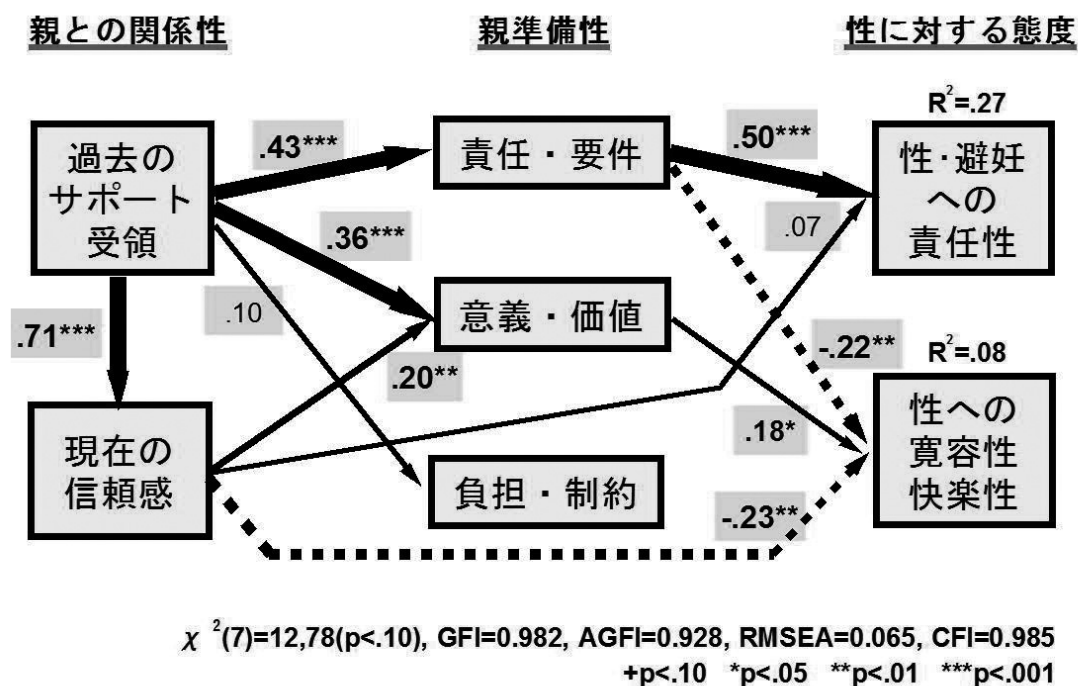 親との関係性
親準備性
性に対する態度
R²=.27
過去の
サポート
受領
.43***
責任・要件
.50***
性・避妊
への
責任性
.07
.36***
.10
意義・価値
.71***
.20**
-.22**
R²=.08
現在の
信頼感
.18*
性への
寛容性
快楽性
負担・制約
-.23**
χ²(7)=12,78(p<.10), GFI=0.982, AGFI=0.928, RMSEA=0.065, CFI=0.985
+p<.10 *p<.05 **p<.01 ***p<.001